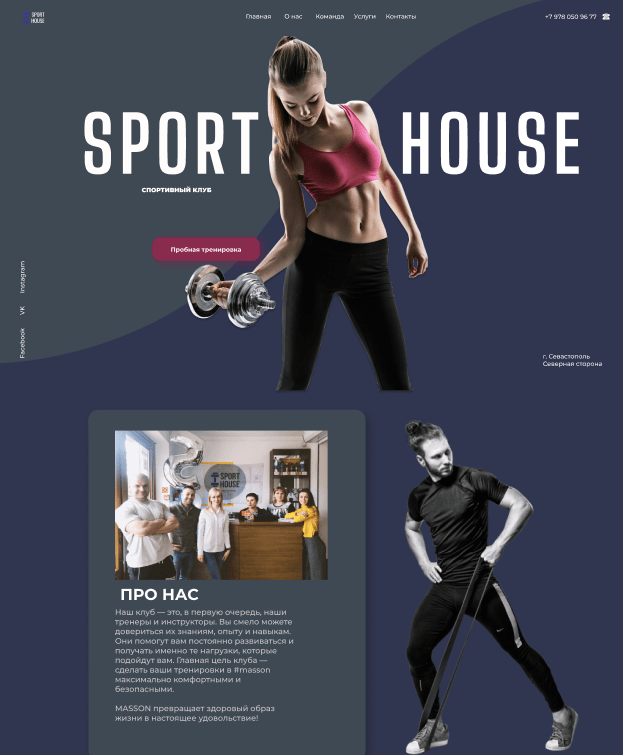 SPORT
HOUSE
Главная О нас Команда Услуги Контакты
+7 978 050 96 77
SPORT HOUSE
СПОРТИВНЫЙ КЛУБ
Пробная тренировка
Instagram
VK
Facebook
г. Севастополь
Северная сторона
SPORT
HOUSE
ПРО НАС
Наш клуб — это, в первую очередь, наши
тренеры и инструкторы. Вы смело можете
довериться их знаниям, опыту и навыкам.
Они помогут вам постоянно развиваться и
получать именно те нагрузки, которые
подойдут вам. Главная цель клуба —
сделать ваши тренировки в #masson
максимально комфортными и
безопасными.
MASSON превращает здоровый образ
жизни в настоящее удовольствие!